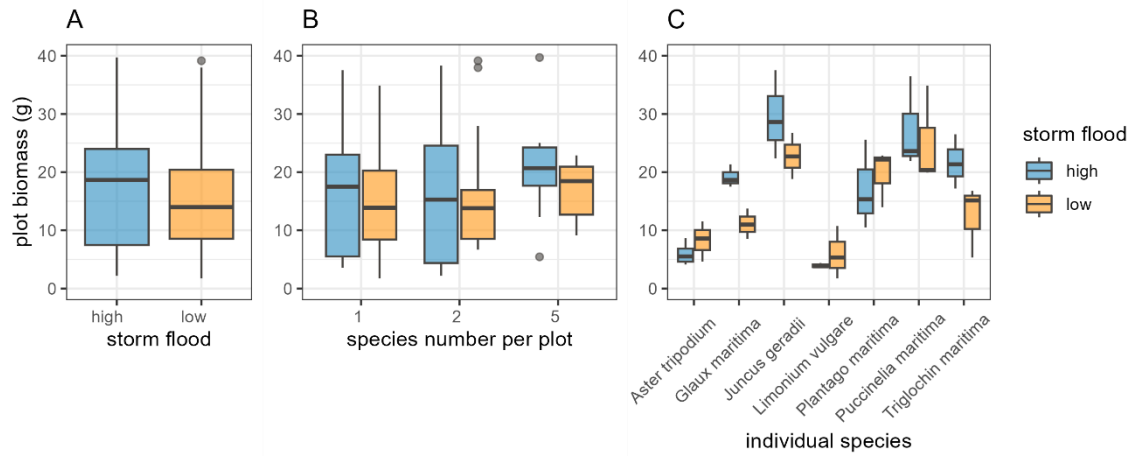 A
B
C
plot biomass (g)
40
30
20
10
0
high
low
storm flood
40
30
20
10
0
1
2
5
species number per plot
40
30
20
10
0
Aster tripodium
Glaux maritima
Juncus geradii
Limonium vulgare
Plantago maritima
Puccinelia maritima
Triglochin maritima
individual species
storm flood
high
low